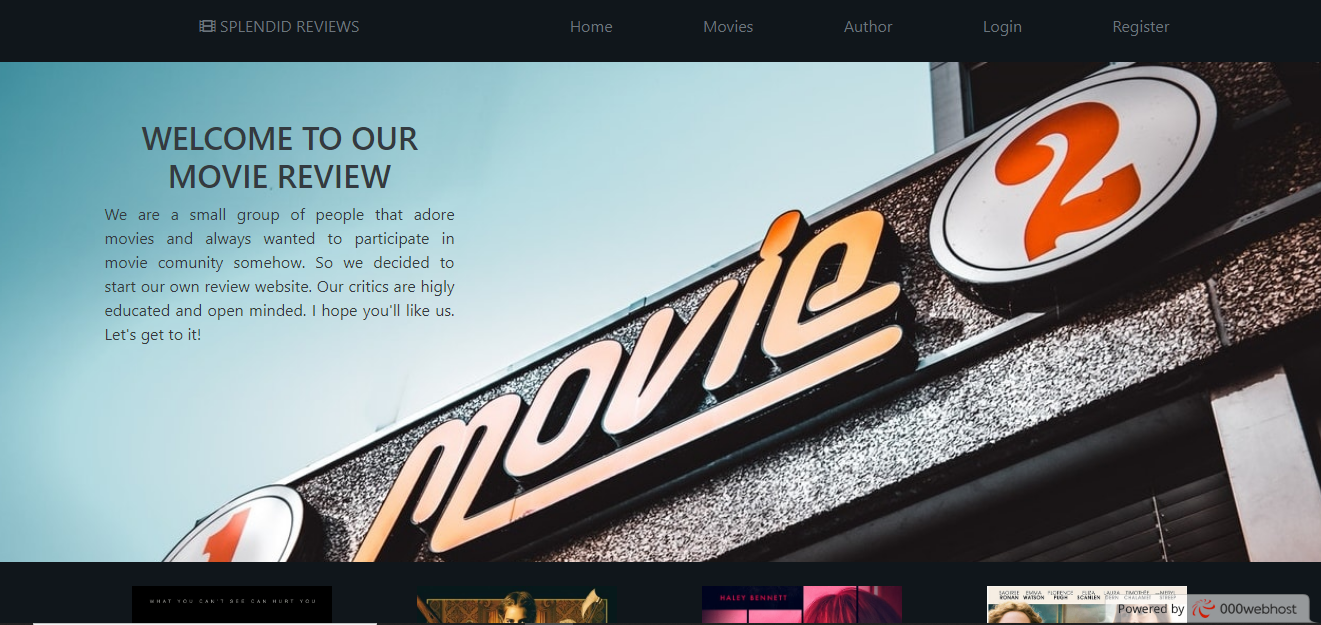 SPLENDID REVIEWS
Home
Movies
Author
Login
Register
WELCOME TO OUR
MOVIE REVIEW
We are a small group of people that adore
movies and always wanted to participate in
movie comunity somehow. So we decided to
start our own review website. Our critics are higly
educated and open minded. I hope you'll like us.
Let's get to it!
2
movie
1
WHAT YOU CAN'T SEE CAN HURT YOU
HALEY BENNETT
SAOIRSE RONAN
EMMA WATSON
FLORENCE PUGH
ELIZA SCANLEN
LAURA DERN
TIMOTHÉE CHALAMET
MERYL STREEP
Powered by 000webhost